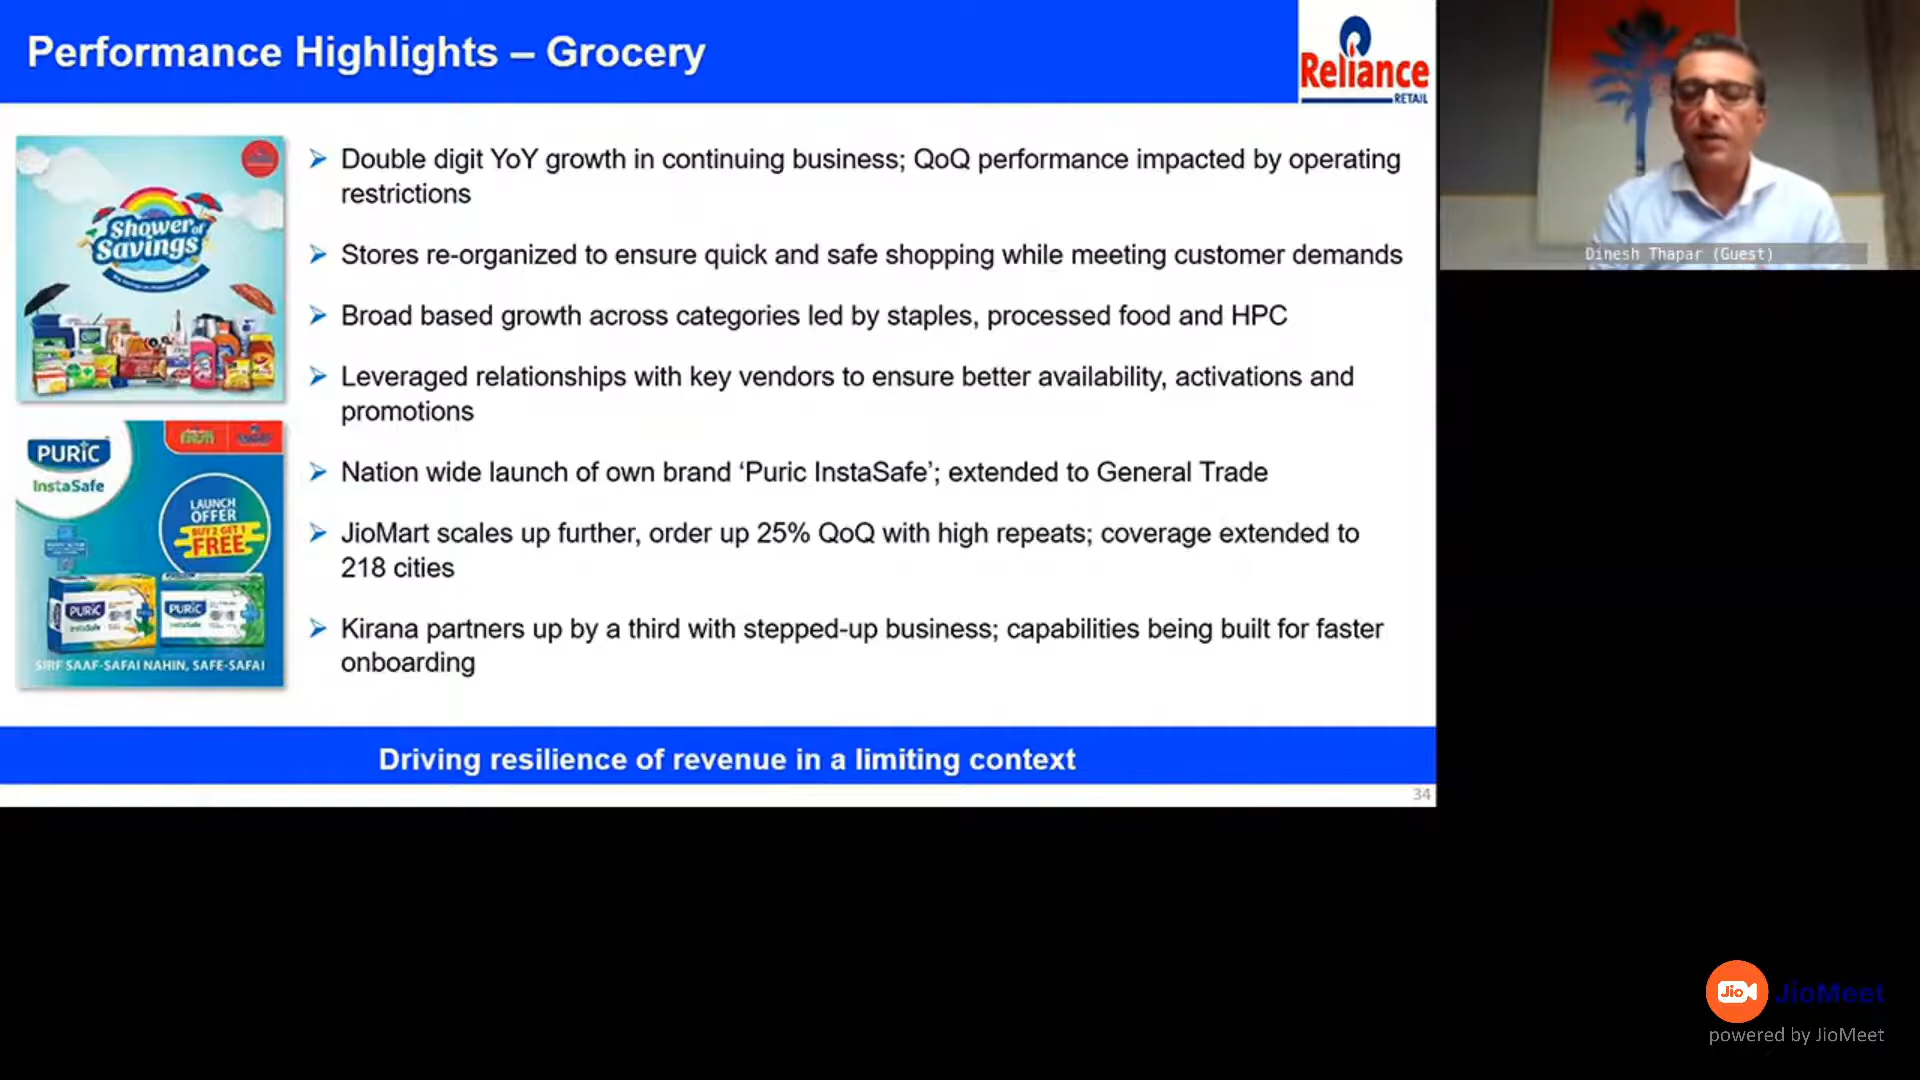 Performance Highlights – Grocery
Reliance
RETAIL
Shower of
Savings
Double digit YoY growth in continuing business; QoQ performance impacted by operating
restrictions
Stores re-organized to ensure quick and safe shopping while meeting customer demands
Broad based growth across categories led by staples, processed food and HPC
Leveraged relationships with key vendors to ensure better availability, activations and
promotions
Nation wide launch of own brand ‘Puric InstaSafe’; extended to General Trade
JioMart scales up further, order up 25% QoQ with high repeats; coverage extended to
218 cities
Kirana partners up by a third with stepped-up business; capabilities being built for faster
onboarding
PURiC
InstaSafe
LAUNCH
OFFER
BUY 2 GET 1
FREE
PURiC
InstaSafe
PURiC
InstaSafe
SIRF SAAF-SAFAI NAHIN, SAFE-SAFAI
Driving resilience of revenue in a limiting context
34
Dinesh Thapar (Guest)
Jio
JioMeet
powered by JioMeet